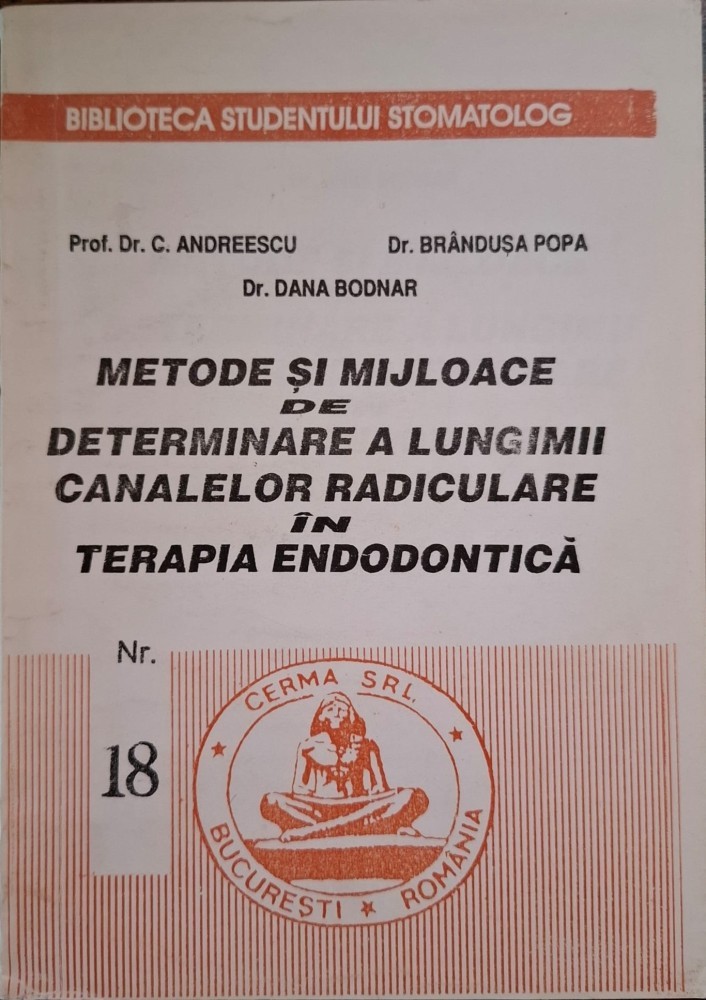 BIBLIOTECA STUDENTULUI STOMATOLOG
Prof. Dr. C. ANDREESCU Dr. BRÂNDUȘA POPA
Dr. DANA BODNAR
METODE ȘI MIJLOACE
DE
DETERMINARE A LUNGIMII
CANALELOR RADICULARE
ÎN
TERAPIA ENDODONTICĂ
Nr.
18
CERMA SRL.
BUCUREȘTI ROMÂNIA